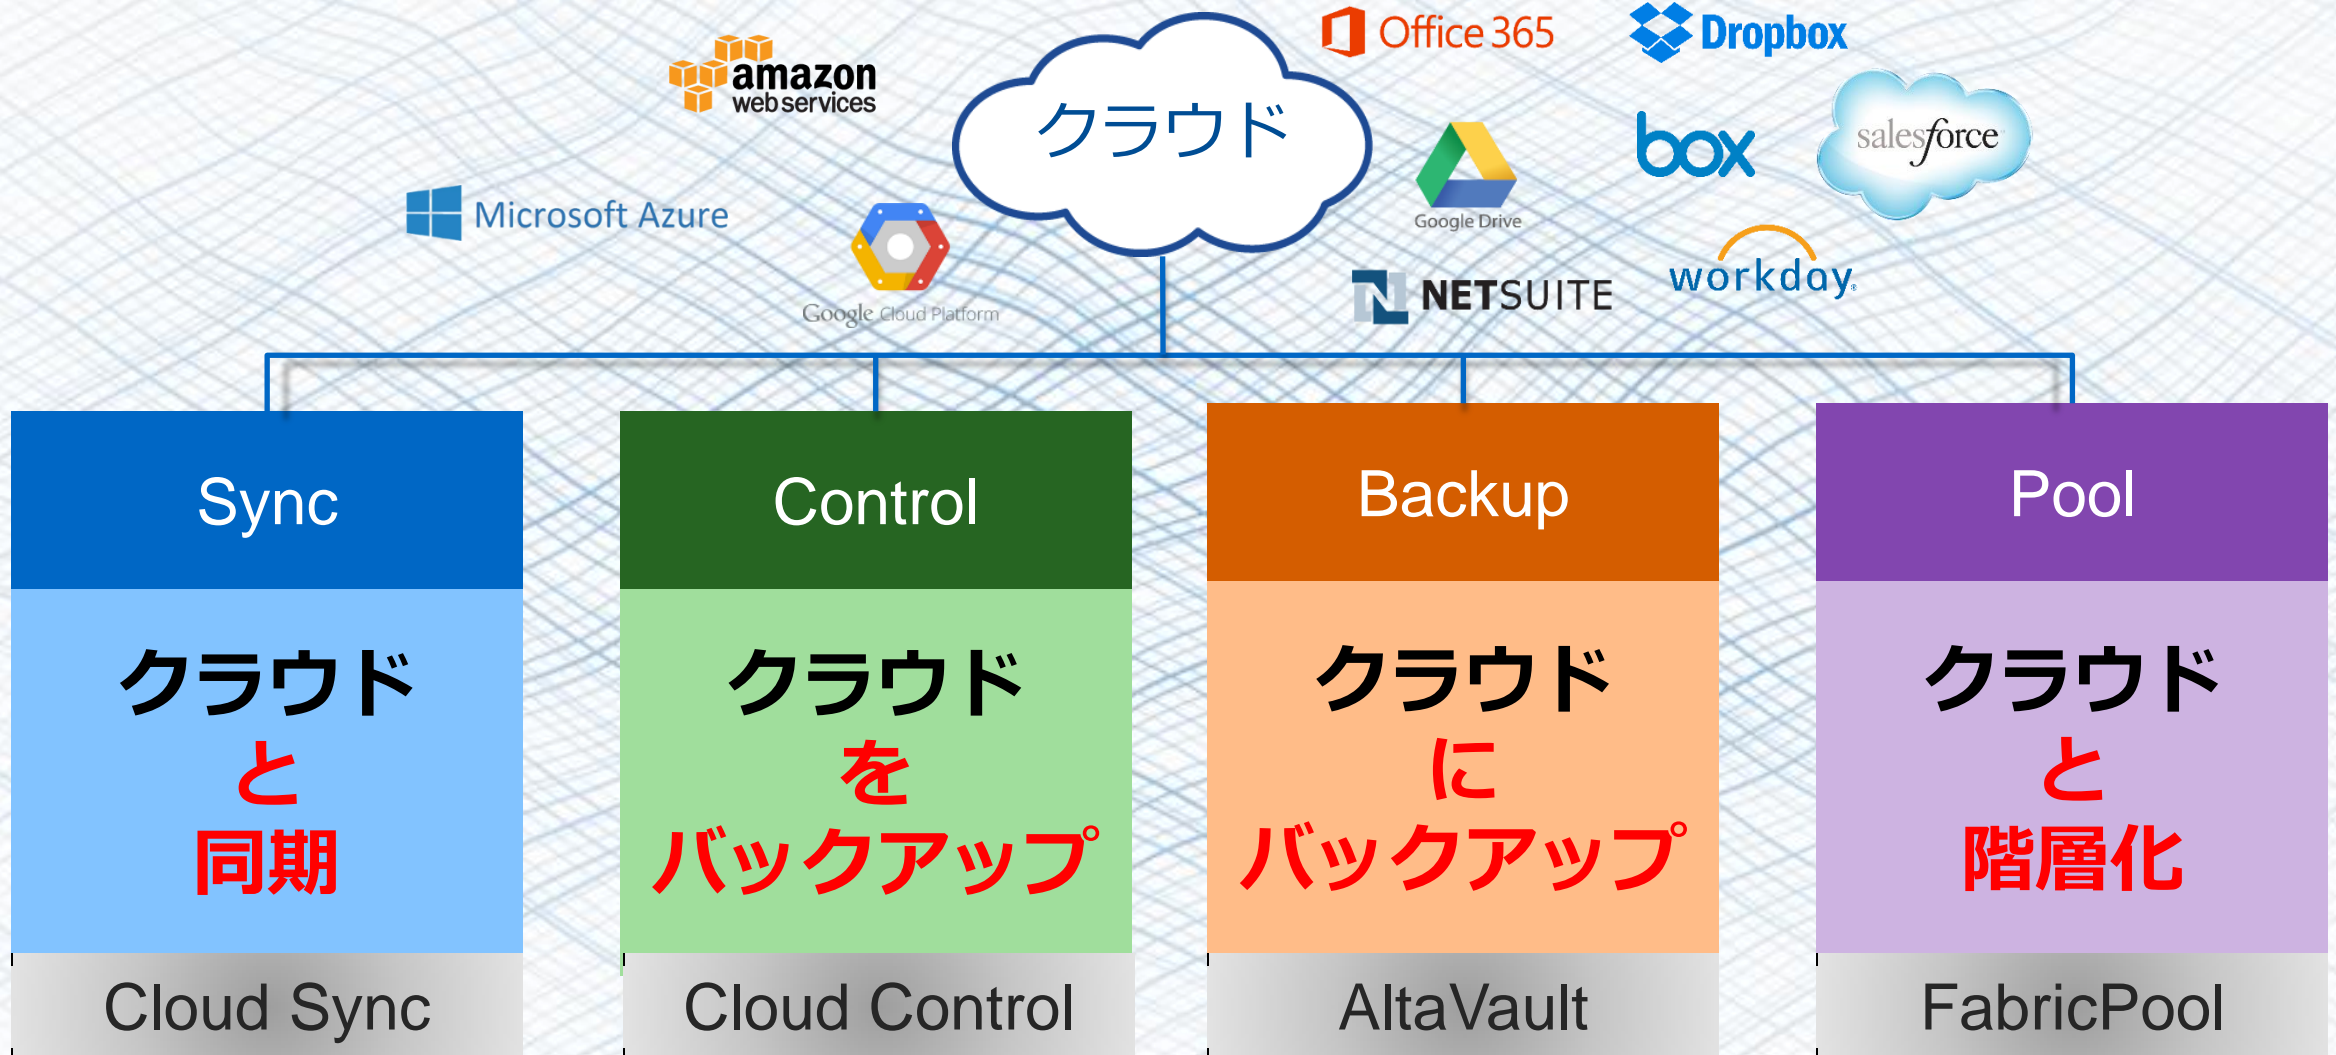 amazon
web services
Microsoft Azure
Google Cloud Platform
クラウド
Office 365
Dropbox
Google Drive
box
salesforce
NETSUITE
workday
Sync
クラウド
と
同期
Cloud Sync
Control
クラウド
を
バックアップ
Cloud Control
Backup
クラウド
に
バックアップ
AltaVault
Pool
クラウド
と
階層化
FabricPool